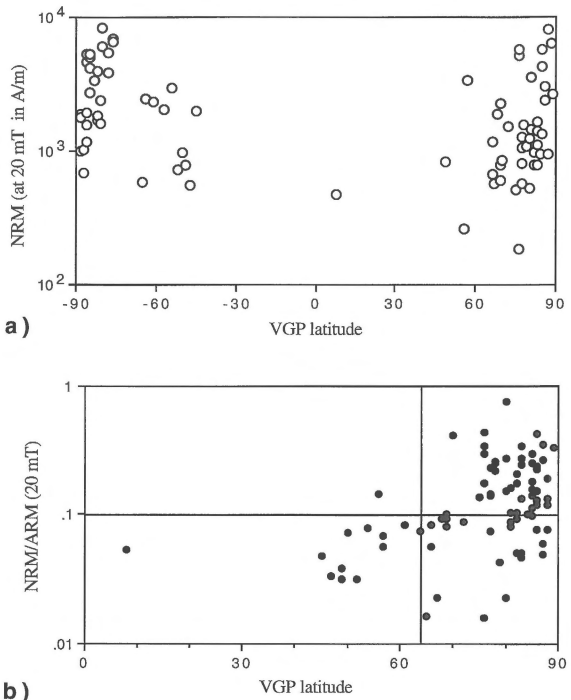 10⁴
10³
10²
NRM (at 20 mT in A/m)
-90 -60 -30 0 30 60 90
VGP latitude
a)
1
.1
.01
NRM/ARM (20 mT)
0 30 60 90
VGP latitude
b)